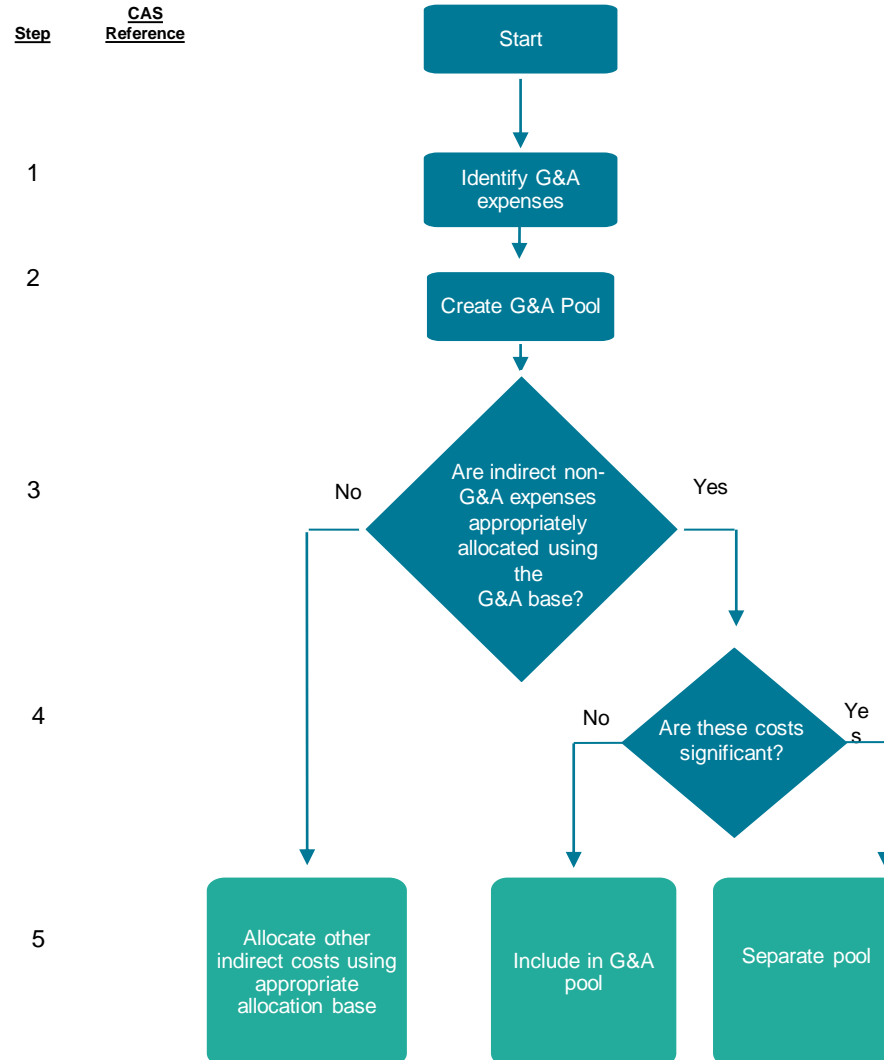 Step
CAS
Reference
Start
1
Identify G&A
expenses
2
Create G&A Pool
3
No
Are indirect non-
G&A expenses
appropriately
allocated using
the
G&A base?
Yes
4
No
Are these costs
significant?
Ye
s
5
Allocate other
indirect costs using
appropriate
allocation base
Include in G&A
pool
Separate pool